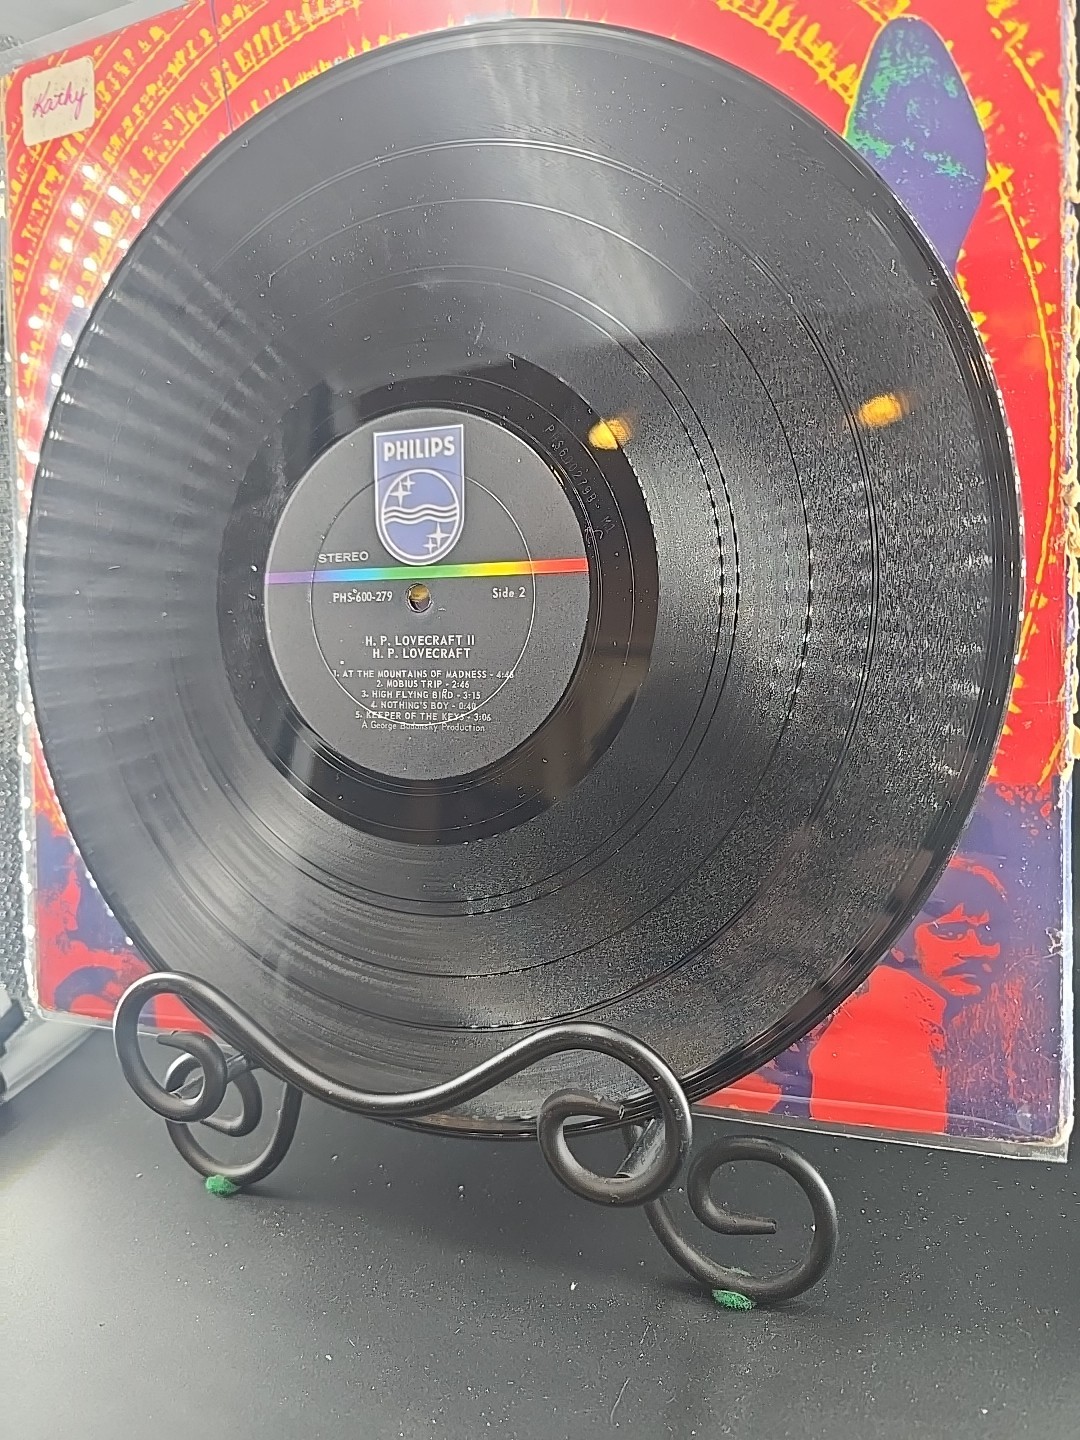 Kathy
PHILIPS
STEREO
PHS-600-279
Side 2
H. P. LOVECRAFT II
H. P. LOVECRAFT
1. AT THE MOUNTAINS OF MADNESS - 4:46
2. MOBIUS TRIP - 2:46
3. HIGH FLYING BIRD - 3:15
4. NOTHING'S BOY - 0:40
5. KEEPER OF THE KEYS - 3:06
A George Badonsky Production